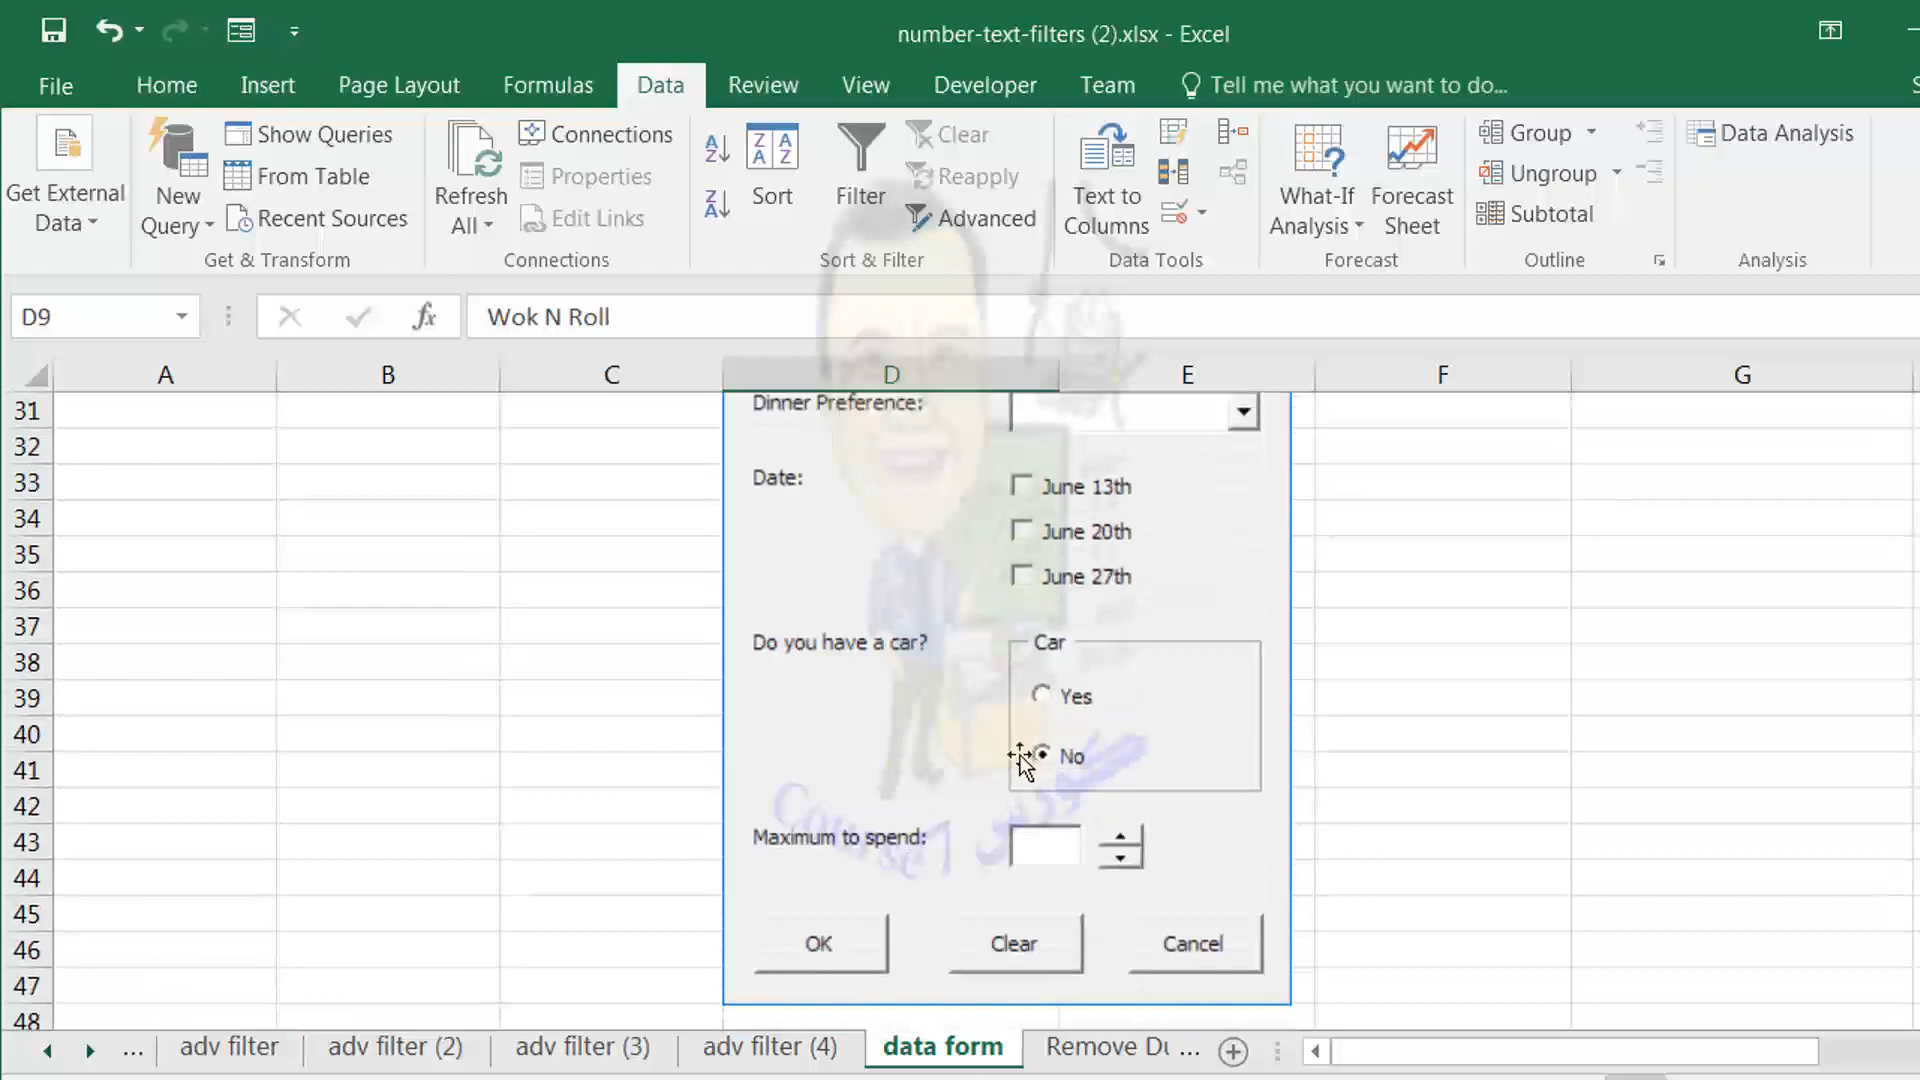 number-text-filters (2).xlsx - Excel
File Home Insert Page Layout Formulas Data Review View Developer Team Tell me what you want to do...
Get External Data
New Query
Show Queries
From Table
Recent Sources
Get & Transform
Refresh All
Connections
Properties
Edit Links
Connections
Sort
Filter
Clear
Reapply
Advanced
Sort & Filter
Text to Columns
Data Tools
What-If Analysis
Forecast Sheet
Forecast
Group
Ungroup
Subtotal
Outline
Data Analysis
Analysis
D9 fx Wok N Roll
A B C D E F G
31
32
33
34
35
36
37
38
39
40
41
42
43
44
45
46
47
48
Dinner Preference:
Date:
June 13th
June 20th
June 27th
Do you have a car?
Car
Yes
No
Maximum to spend:
OK Clear Cancel
... adv filter adv filter (2) adv filter (3) adv filter (4) data form Remove Du ...